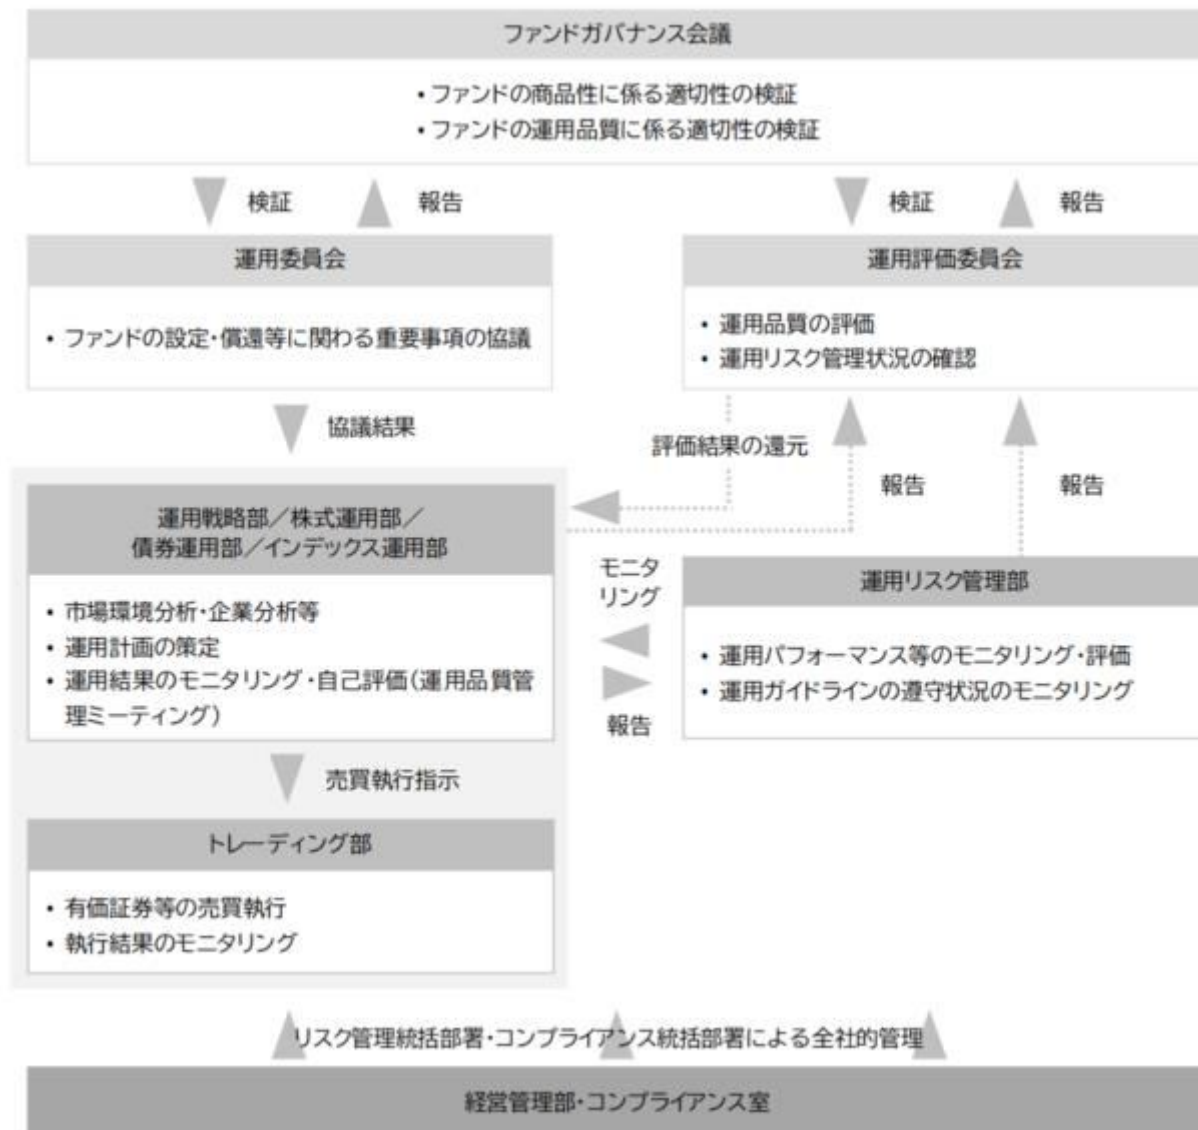 ファンドガバナンス会議
・ファンドの商品性に係る適切性の検証
・ファンドの運用品質に係る適切性の検証
検証
報告
検証
報告
運用委員会
・ファンドの設定・償還等に関わる重要事項の協議
運用評価委員会
・運用品質の評価
・運用リスク管理状況の確認
協議結果
評価結果の還元
報告
報告
運用戦略部／株式運用部／
債券運用部／インデックス運用部
・市場環境分析・企業分析等
・運用計画の策定
・運用結果のモニタリング・自己評価（運用品質管
理ミーティング）
モニタ
リング
報告
運用リスク管理部
・運用パフォーマンス等のモニタリング・評価
・運用ガイドラインの遵守状況のモニタリング
売買執行指示
トレーディング部
・有価証券等の売買執行
・執行結果のモニタリング
リスク管理統括部署・コンプライアンス統括部署による全社的管理
経営管理部・コンプライアンス室